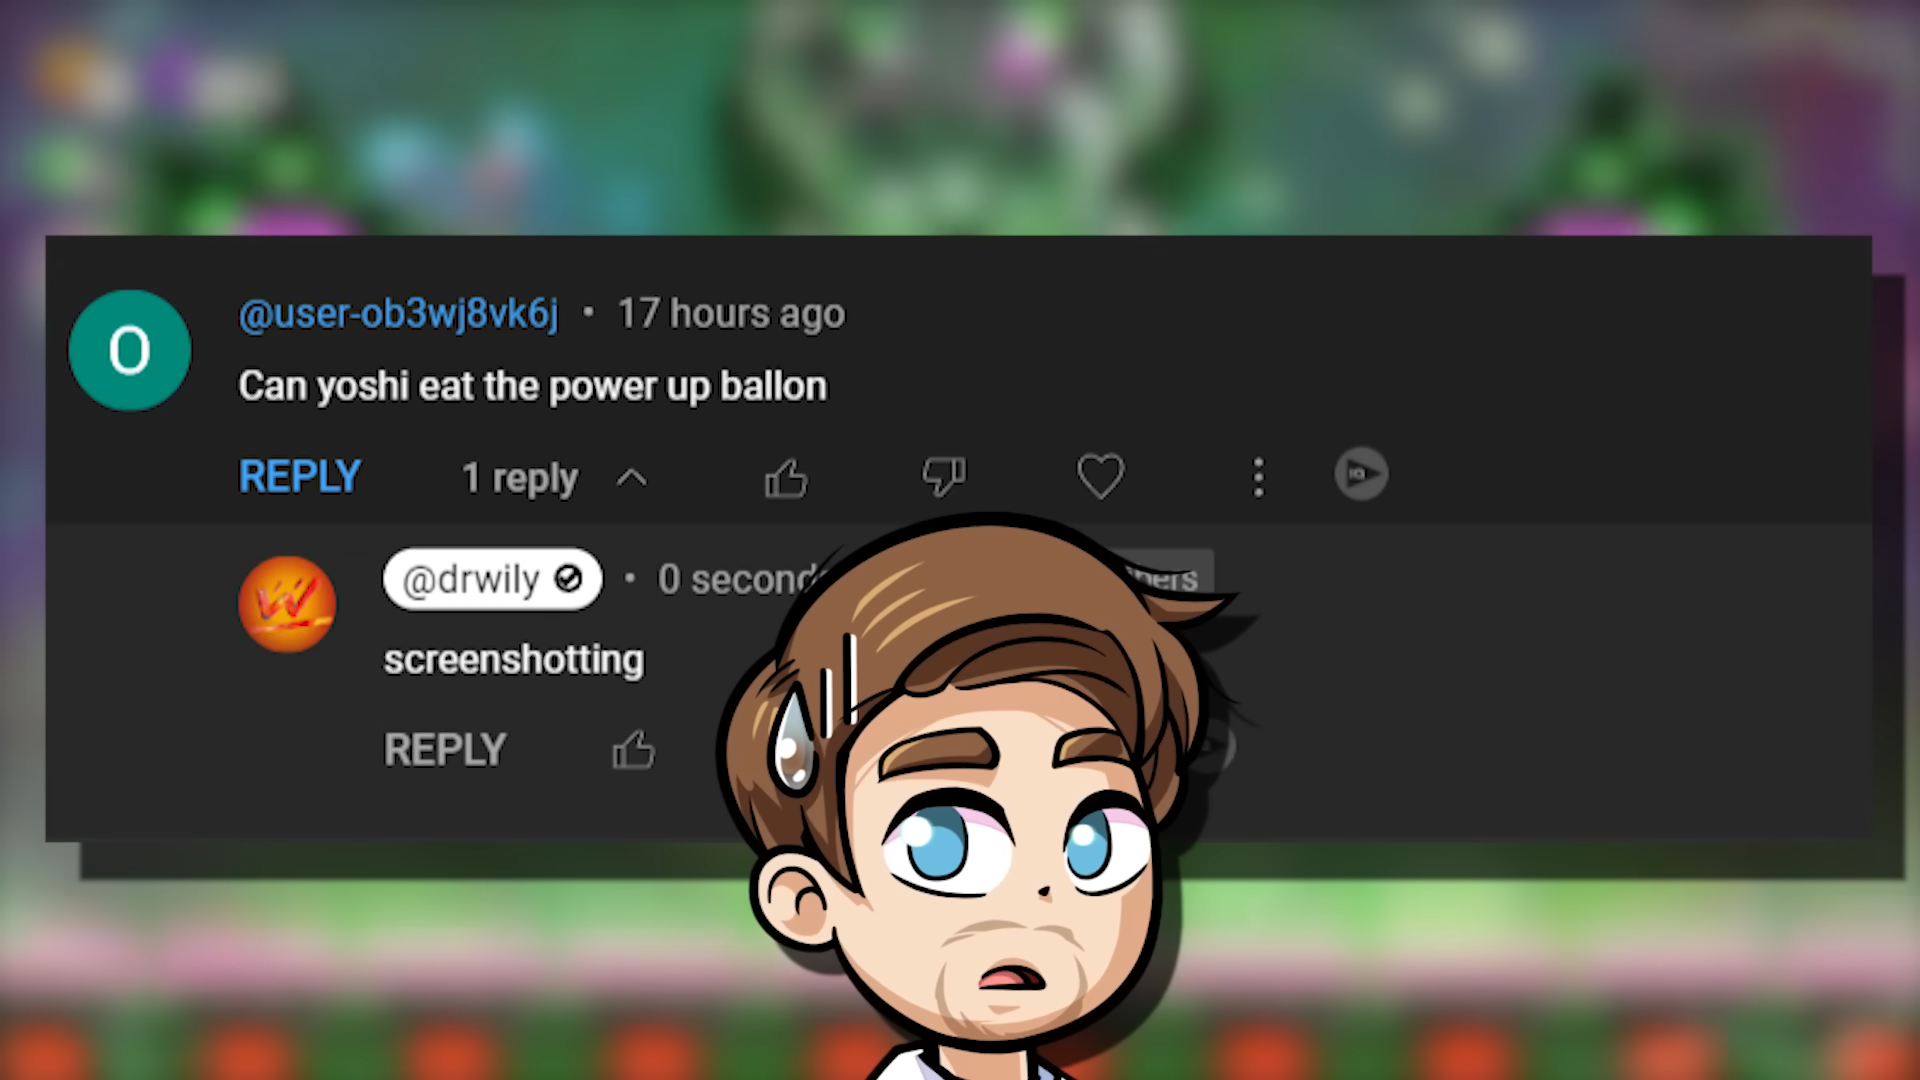 O
@user-ob3wj8vk6j • 17 hours ago
Can yoshi eat the power up ballon
REPLY 1 reply
@drwily • 0
screenshotting
REPLY